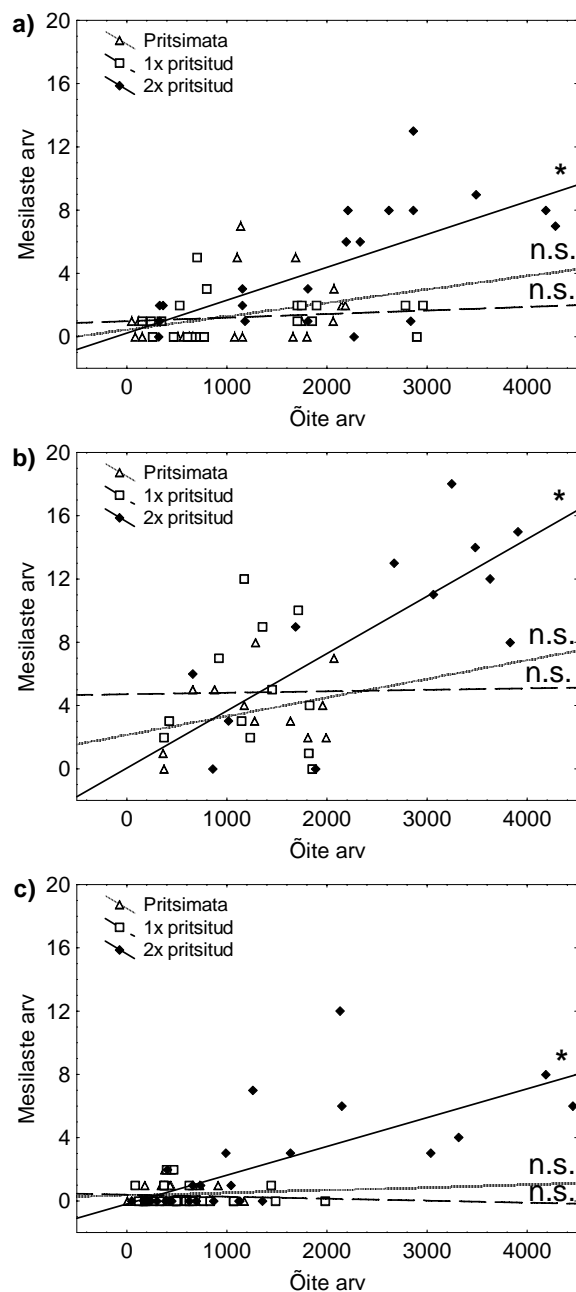 a)
20
16
12
8
4
0
Mesilaste arv
Pritsimata
1x pritsitud
2x pritsitud
*
n.s.
n.s.
0 1000 2000 3000 4000
Õite arv
b)
20
16
12
8
4
0
Mesilaste arv
Pritsimata
1x pritsitud
2x pritsitud
*
n.s.
n.s.
0 1000 2000 3000 4000
Õite arv
c)
20
16
12
8
4
0
Mesilaste arv
Pritsimata
1x pritsitud
2x pritsitud
*
n.s.
n.s.
0 1000 2000 3000 4000
Õite arv